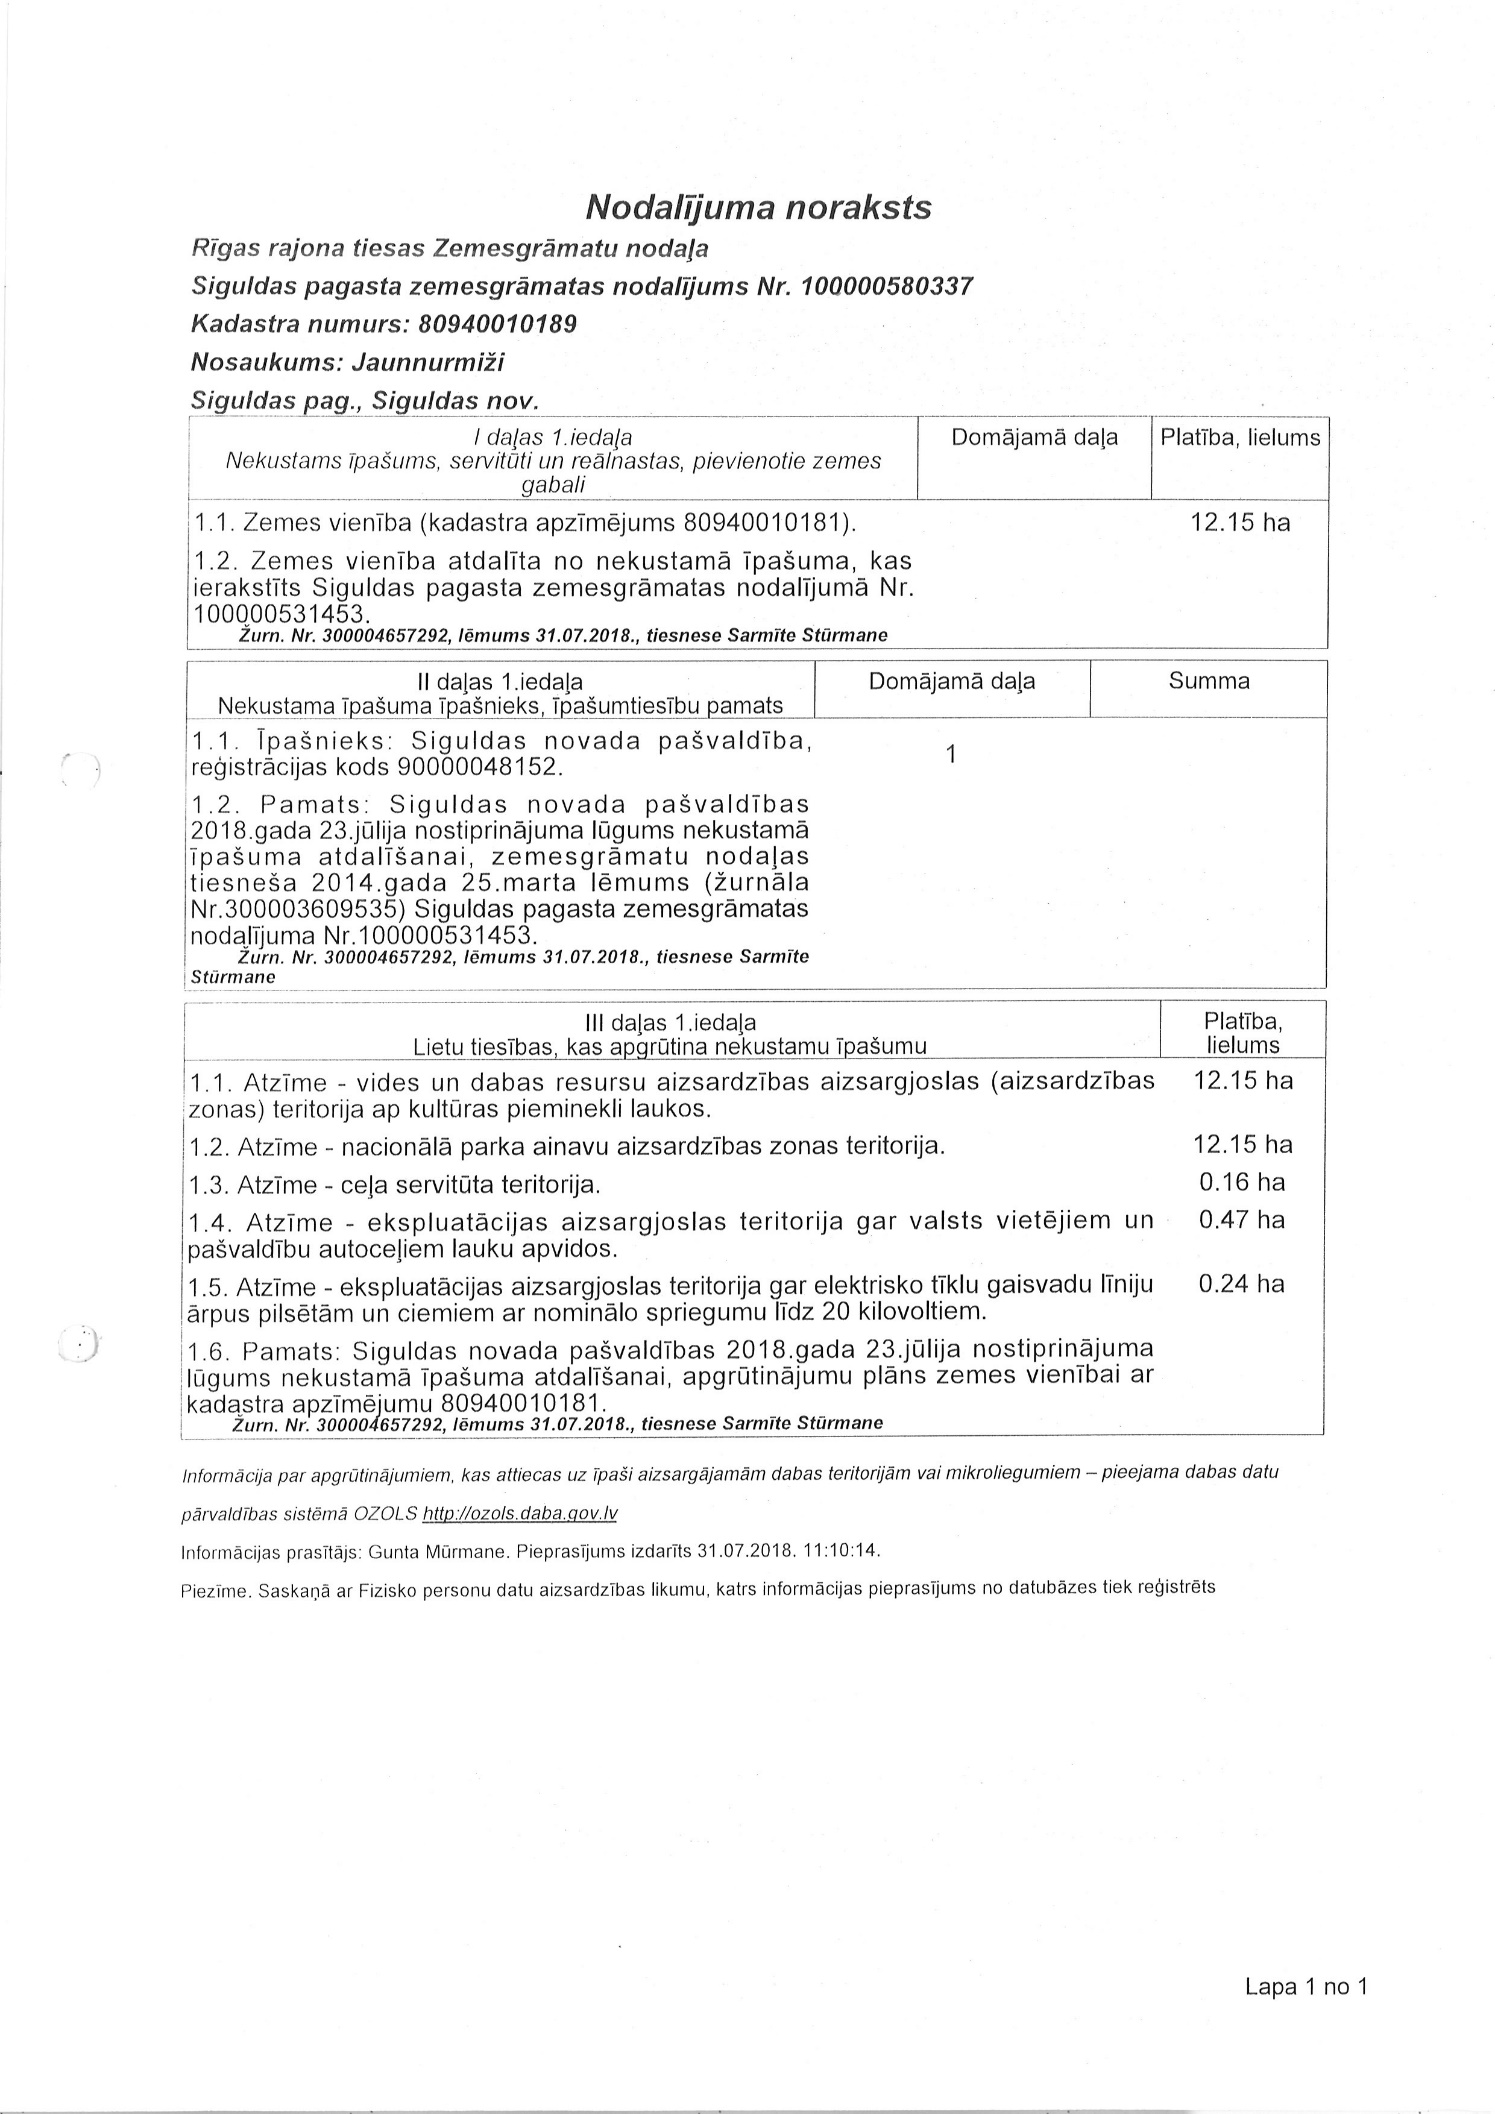 Nodalījuma noraksts
Rīgas rajona tiesas Zemesgrāmatu nodaļa
Siguldas pagasta zemesgrāmatas nodalījums Nr. 100000580337
Kadastra numurs: 80940010189
Nosaukums: Jaunnurmiži
Siguldas pag., Siguldas nov.
I daļas 1.iedaļa
Nekustams īpašums, servitūti un reālnastas, pievienotie zemes
gabali
Domājamā daļa
Platība, lielums
1.1. Zemes vienība (kadastra apzīmējums 80940010181).
12.15 ha
1.2. Zemes vienība atdalīta no nekustamā īpašuma, kas
ierakstīts Siguldas pagasta zemesgrāmatas nodalījumā Nr.
100000531453.
Žurn. Nr. 300004657292, lēmums 31.07.2018., tiesnese Sarmīte Stūrmane
II daļas 1.iedaļa
Nekustama īpašuma īpašnieks, īpašumtiesību pamats
Domājamā daļa
Summa
1.1. Īpašnieks: Siguldas novada pašvaldība,
reģistrācijas kods 90000048152.
1
1.2. Pamats: Siguldas novada pašvaldības
2018.gada 23.jūlija nostiprinājuma lūgums nekustamā
īpašuma atdalīšanai, zemesgrāmatu nodaļas
tiesneša 2014.gada 25.marta lēmums (žurnāla
Nr.300003609535) Siguldas pagasta zemesgrāmatas
nodalījuma Nr.100000531453.
Žurn. Nr. 300004657292, lēmums 31.07.2018., tiesnese Sarmīte
Stūrmane
III daļas 1.iedaļa
Lietu tiesības, kas apgrūtina nekustamu īpašumu
Platība,
lielums
1.1. Atzīme - vides un dabas resursu aizsardzības aizsargjoslas (aizsardzības
zonas) teritorija ap kultūras pieminekli laukos.
12.15 ha
1.2. Atzīme - nacionālā parka ainavu aizsardzības zonas teritorija.
12.15 ha
1.3. Atzīme - ceļa servitūta teritorija.
0.16 ha
1.4. Atzīme - ekspluatācijas aizsargjoslas teritorija gar valsts vietējiem un
pašvaldību autoceļiem lauku apvidos.
0.47 ha
1.5. Atzīme - ekspluatācijas aizsargjoslas teritorija gar elektrisko tīklu gaisvadu līniju
ārpus pilsētām un ciemiem ar nominālo spriegumu līdz 20 kilovoltiem.
0.24 ha
1.6. Pamats: Siguldas novada pašvaldības 2018.gada 23.jūlija nostiprinājuma
lūgums nekustamā īpašuma atdalīšanai, apgrūtinājumu plāns zemes vienībai ar
kadastra apzīmējumu 80940010181.
Žurn. Nr. 300004657292, lēmums 31.07.2018., tiesnese Sarmīte Stūrmane
Informācija par apgrūtinājumiem, kas attiecas uz īpaši aizsargājamām dabas teritorijām vai mikroliegumiem – pieejama dabas datu
pārvaldības sistēmā OZOLS http://ozols.daba.gov.lv
Informācijas prasītājs: Gunta Mūrmane. Pieprasījums izdarīts 31.07.2018. 11:10:14.
Piezīme. Saskaņā ar Fizisko personu datu aizsardzības likumu, katrs informācijas pieprasījums no datubāzes tiek reģistrēts
Lapa 1 no 1